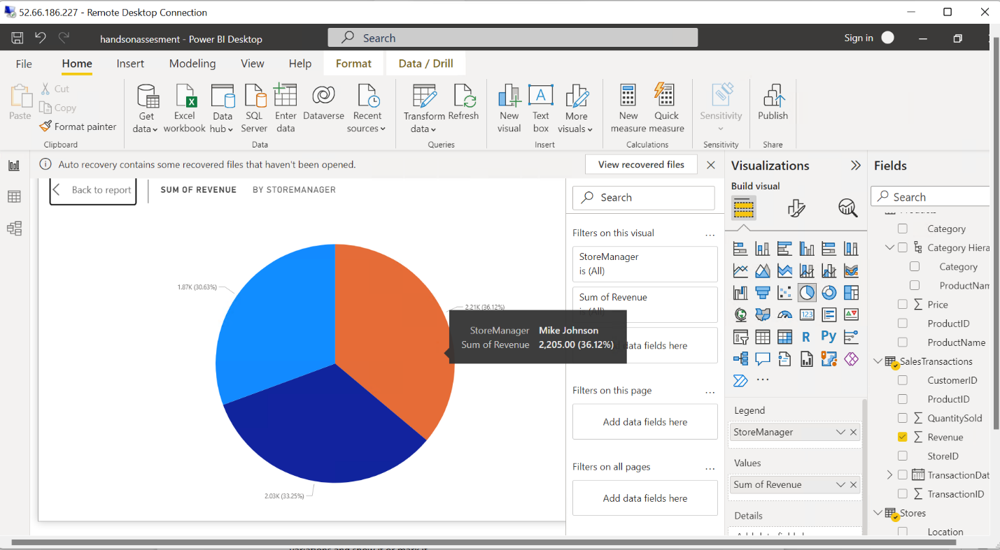 52.66.186.227 - Remote Desktop Connection
handsonassesment - Power BI Desktop
Search
Sign in
File Home Insert Modeling View Help Format Data / Drill
Paste
Cut
Copy
Format painter
Clipboard
Get data
Excel workbook
Data hub
SQL Server
Enter data
Dataverse
Recent sources
Data
Transform data
Refresh
Queries
New visual
Text box
More visuals
Insert
New measure
Quick measure
Calculations
Sensitivity
Sensitivity
Publish
Share
Auto recovery contains some recovered files that haven't been opened.
View recovered files
Back to report
SUM OF REVENUE BY STOREMANAGER
1.87K (30.63%)
2.21K (36.12%)
2.03K (33.25%)
StoreManager Mike Johnson
Sum of Revenue 2,205.00 (36.12%)
Search
Filters on this visual
...
StoreManager
is (All)
Sum of Revenue
is (All)
data fields here
Filters on this page
...
Add data fields here
Filters on all pages
...
Add data fields here
Visualizations
Build visual
123
R
Py
...
Legend
StoreManager
Values
Sum of Revenue
Details
Fields
Search
Category
Category Hiera
Category
ProductNam
Price
ProductID
ProductName
SalesTransactions
CustomerID
ProductID
QuantitySold
Revenue
StoreID
TransactionDat
TransactionID
Stores
Location